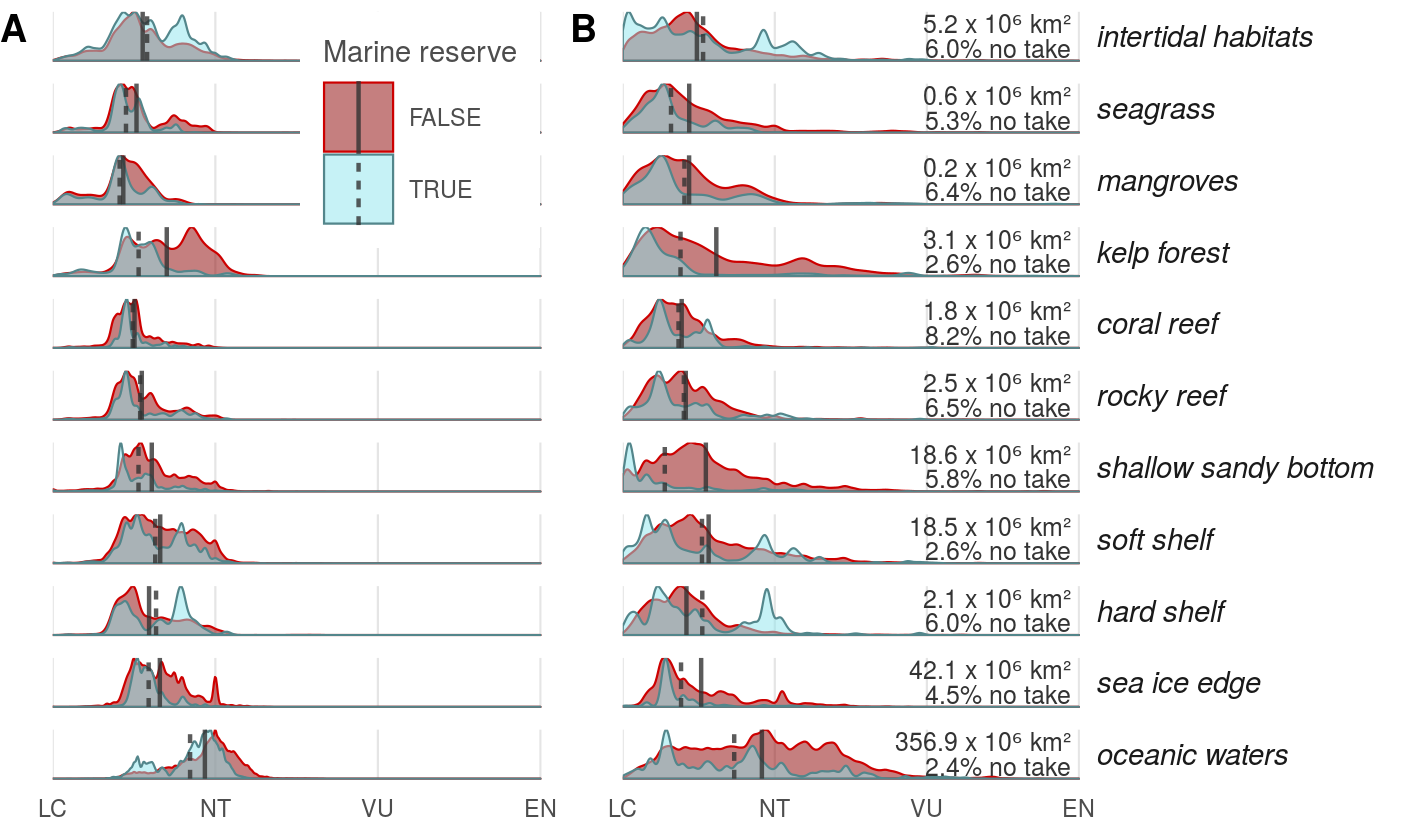 A
B
Marine reserve
FALSE
TRUE
5.2 x 10⁶ km²
6.0% no take
intertidal habitats
0.6 x 10⁶ km²
5.3% no take
seagrass
0.2 x 10⁶ km²
6.4% no take
mangroves
3.1 x 10⁶ km²
2.6% no take
kelp forest
1.8 x 10⁶ km²
8.2% no take
coral reef
2.5 x 10⁶ km²
6.5% no take
rocky reef
18.6 x 10⁶ km²
5.8% no take
shallow sandy bottom
18.5 x 10⁶ km²
2.6% no take
soft shelf
2.1 x 10⁶ km²
6.0% no take
hard shelf
42.1 x 10⁶ km²
4.5% no take
sea ice edge
356.9 x 10⁶ km²
2.4% no take
oceanic waters
LC NT VU EN
LC NT VU EN